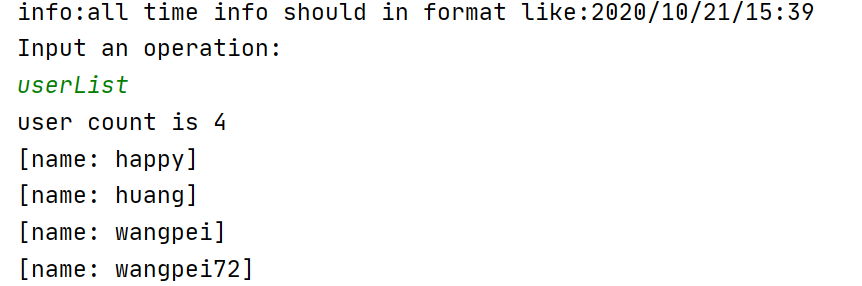 info:all time info should in format like:2020/10/21/15:39
Input an operation:
userList
user count is 4
[name: happy]
[name: huang]
[name: wangpei]
[name: wangpei72]